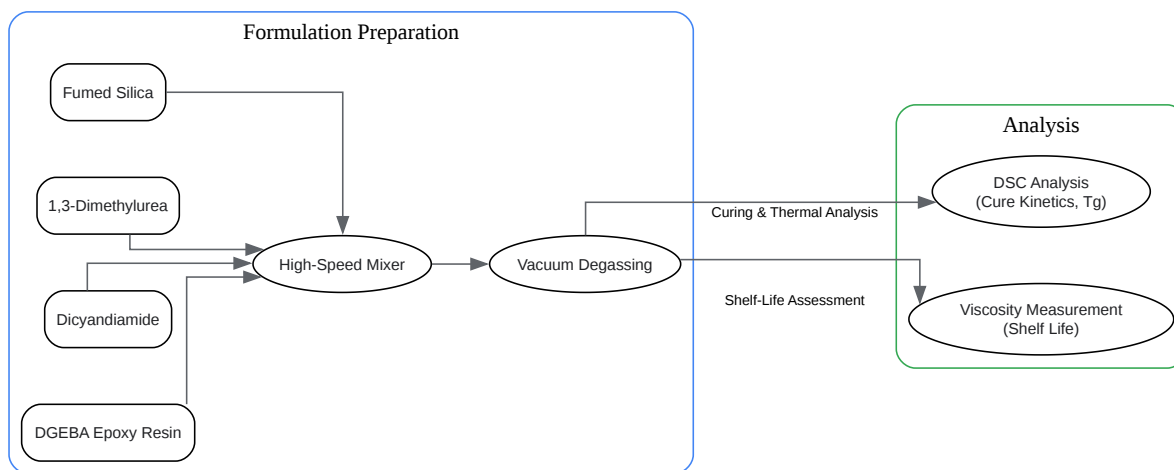 Formulation Preparation
Fumed Silica
1,3-Dimethylurea
Dicyandiamide
DGEBA Epoxy Resin
High-Speed Mixer
Vacuum Degassing
Curing & Thermal Analysis
Shelf-Life Assessment
Analysis
DSC Analysis
(Cure Kinetics, Tg)
Viscosity Measurement
(Shelf Life)